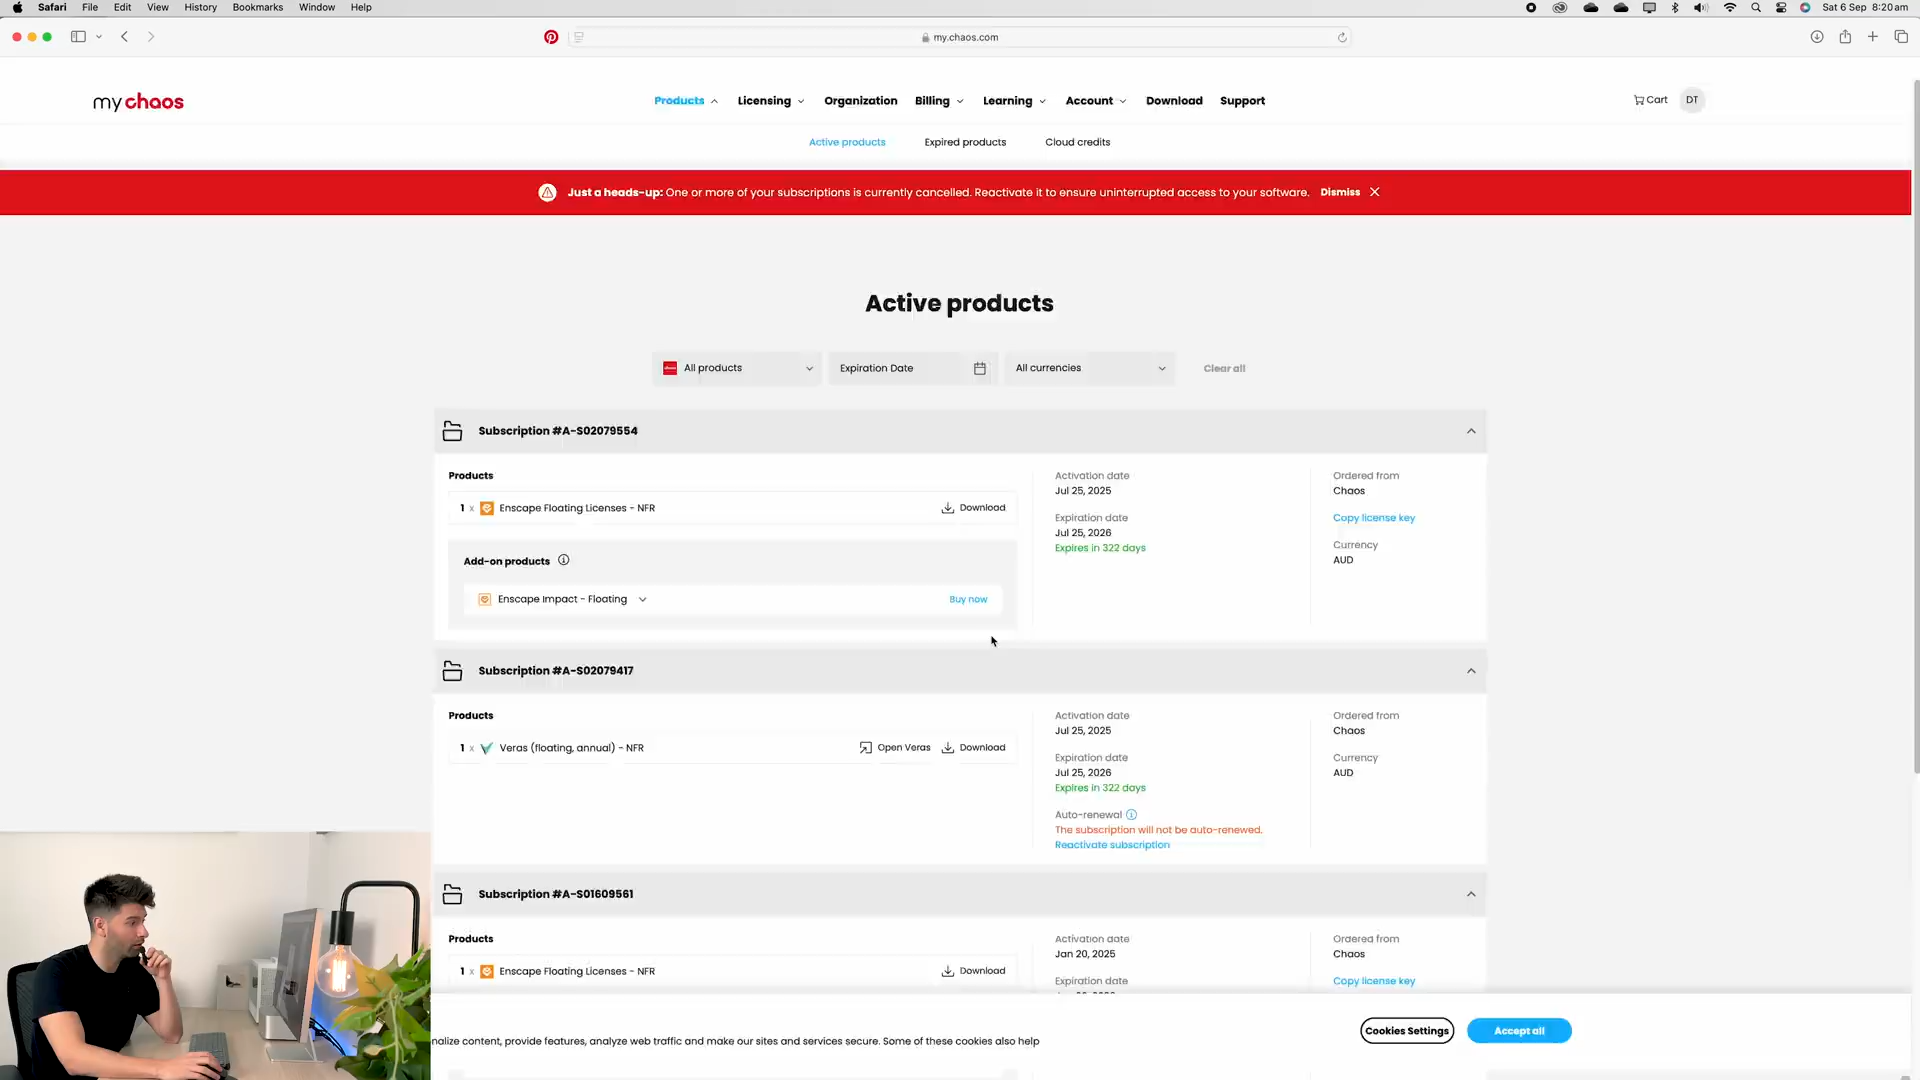 Safari File Edit View History Bookmarks Window Help Sat 6 Sep 8:20 am
my.chaos.com
my chaos Products Licensing Organization Billing Learning Account Download Support Cart DT
Active products Expired products Cloud credits
Just a heads-up: One or more of your subscriptions is currently cancelled. Reactivate it to ensure uninterrupted access to your software. Dismiss
Active products
All products Expiration Date All currencies Clear all
Subscription #A-S02079554
Products
1 x Enscape Floating Licenses - NFR Download
Add-on products
Enscape Impact - Floating Buy now
Activation date
Jul 25, 2025
Expiration date
Jul 25, 2026
Expires in 322 days
Ordered from
Chaos
Copy license key
Currency
AUD
Subscription #A-S02079417
Products
1 x Veras (floating, annual) - NFR Open Veras Download
Activation date
Jul 25, 2025
Expiration date
Jul 25, 2026
Expires in 322 days
Auto-renewal
The subscription will not be auto-renewed.
Reactivate subscription
Ordered from
Chaos
Currency
AUD
Subscription #A-S01609561
Products
1 x Enscape Floating Licenses - NFR Download
Activation date
Jan 20, 2025
Expiration date
Ordered from
Chaos
Copy license key
nalize content, provide features, analyze web traffic and make our sites and services secure. Some of these cookies also help
Cookies Settings Accept all